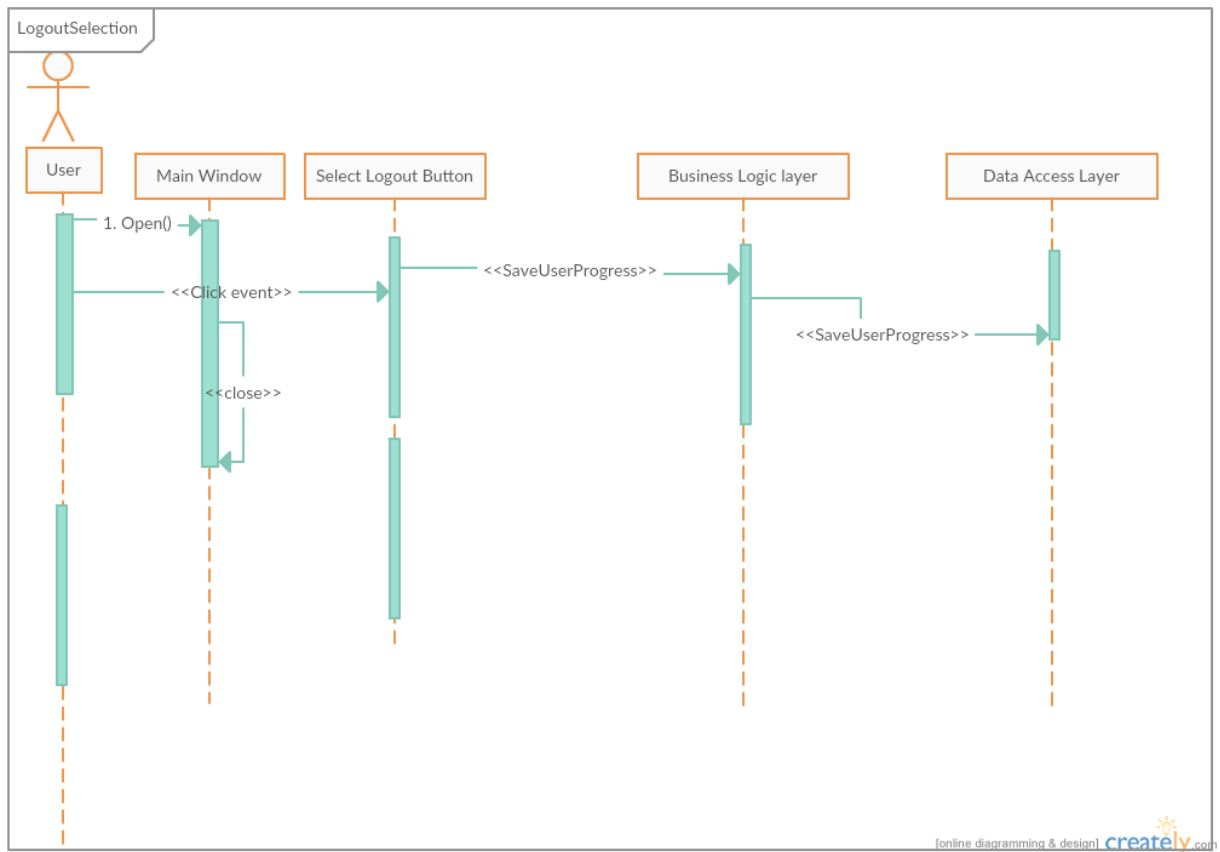 LogoutSelection
User
Main Window
Select Logout Button
Business Logic layer
Data Access Layer
1. Open()
<<SaveUserProgress>>
<<Click event>>
<<SaveUserProgress>>
<<close>>
[online diagramming & design] creately.com